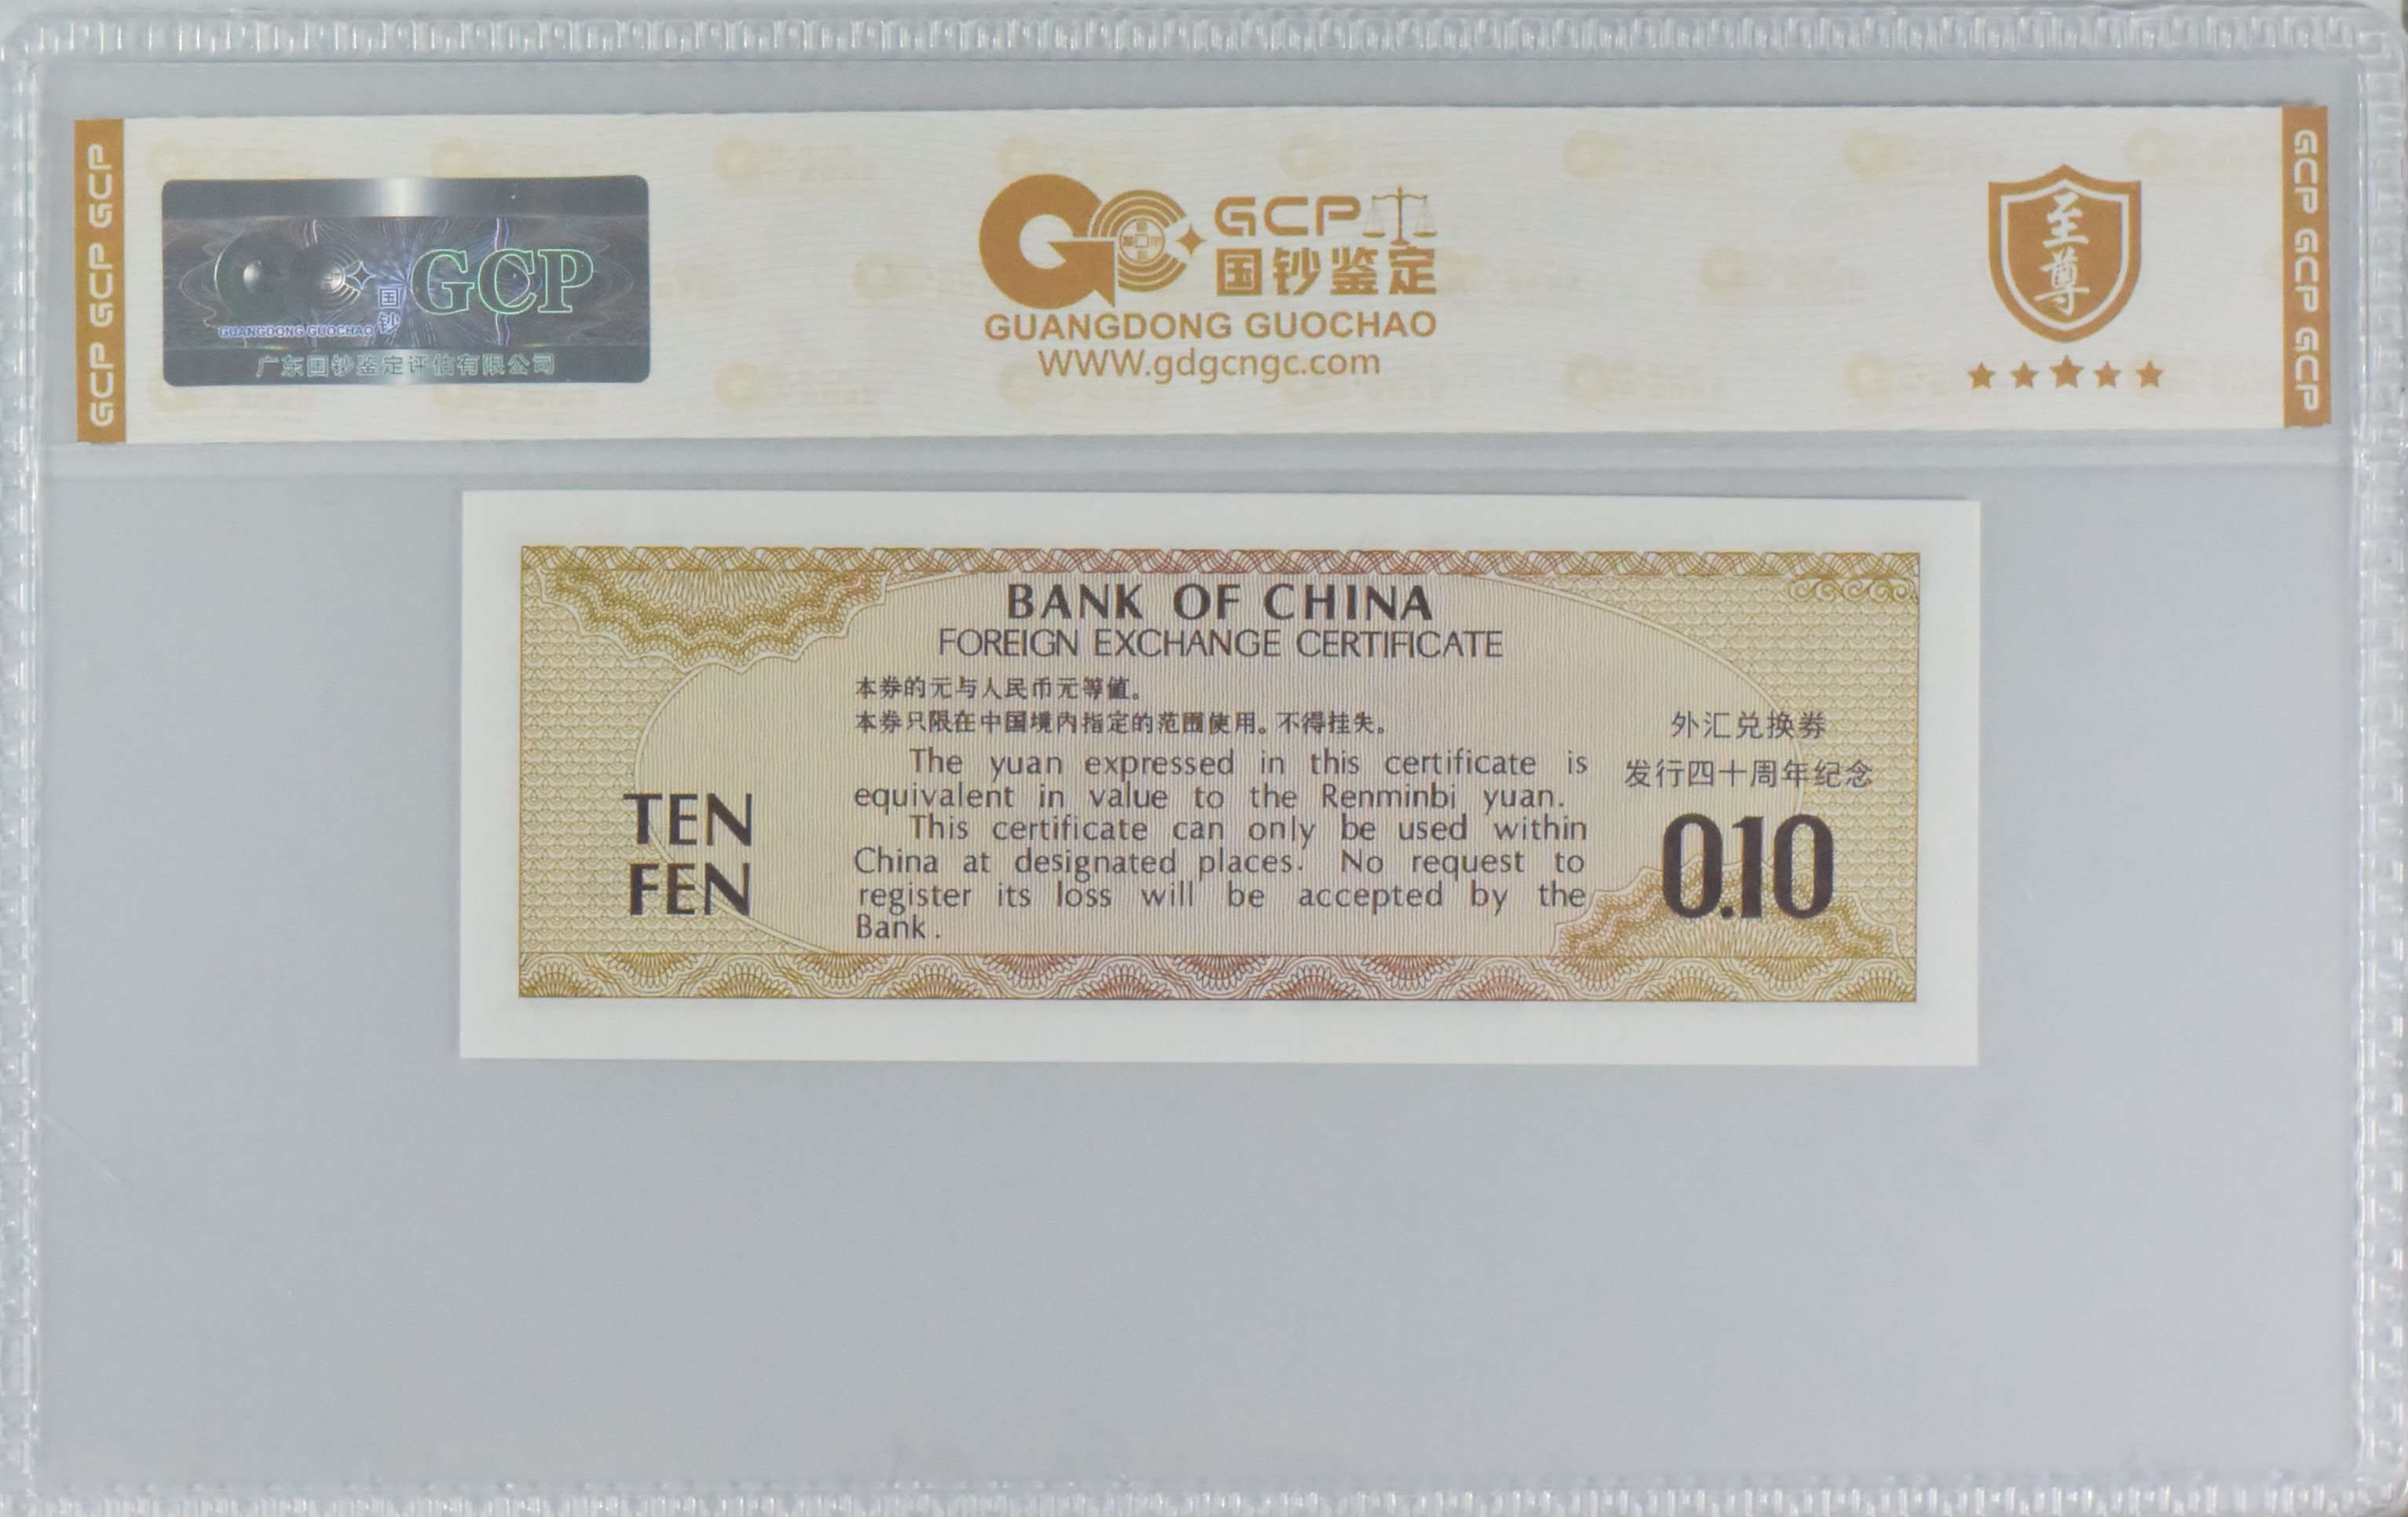 GCP GCP GCP
国钞
GCP
GUANGDONG GUOCHAO
广东国钞鉴定评估有限公司
GCP
国钞鉴定
GUANGDONG GUOCHAO
WWW.gdgcngc.com
至尊
GCP GCP GCP
BANK OF CHINA
FOREIGN EXCHANGE CERTIFICATE
本券的元与人民币元等值。
本券只限在中国境内指定的范围使用。不得挂失。
The yuan expressed in this certificate is
equivalent in value to the Renminbi yuan.
This certificate can only be used within
China at designated places. No request to
register its loss will be accepted by the
Bank.
TEN
FEN
外汇兑换券
发行四十周年纪念
0.10